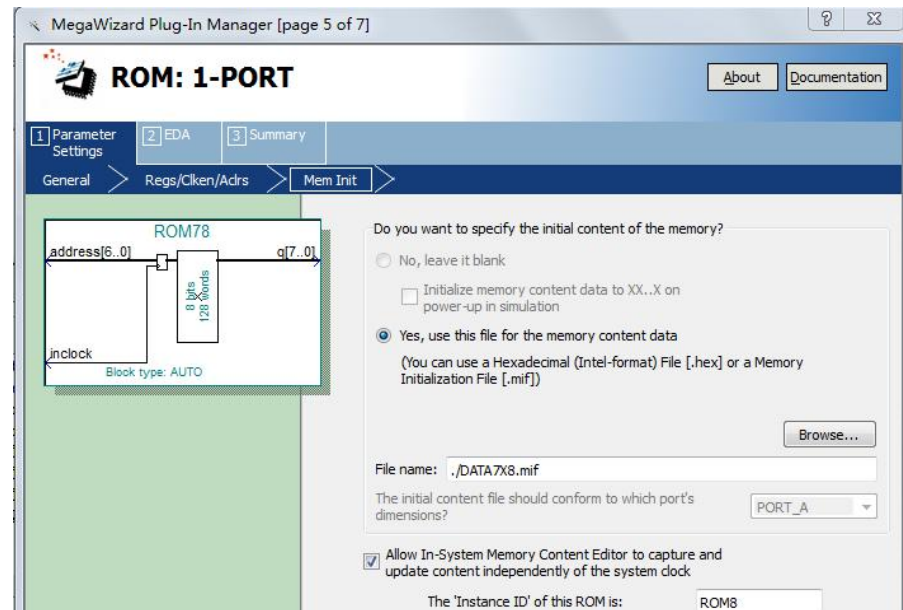 MegaWizard Plug-In Manager [page 5 of 7]
ROM: 1-PORT
About
Documentation
1 Parameter Settings
2 EDA
3 Summary
General
Regs/Clken/Aclrs
Mem Init
ROM78
address[6..0]
q[7..0]
8 bits
128 words
inclock
Block type: AUTO
Do you want to specify the initial content of the memory?
No, leave it blank
Initialize memory content data to XX..X on
power-up in simulation
Yes, use this file for the memory content data
(You can use a Hexadecimal (Intel-format) File [.hex] or a Memory
Initialization File [.mif])
Browse...
File name: ./DATA7X8.mif
The initial content file should conform to which port's
dimensions?
PORT_A
Allow In-System Memory Content Editor to capture and
update content independently of the system clock
The 'Instance ID' of this ROM is: ROM8